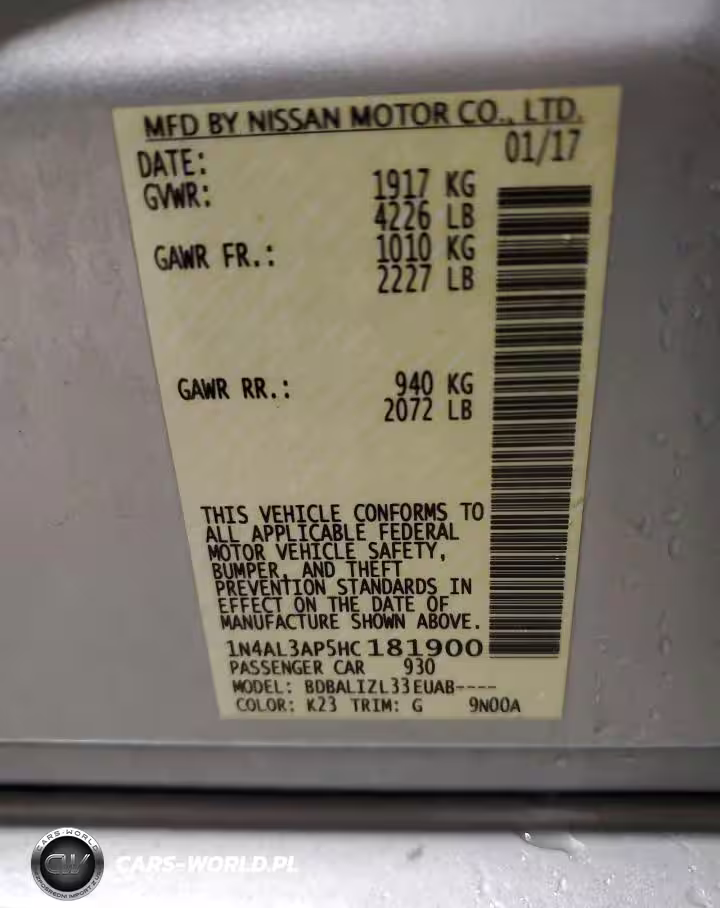 MFD BY NISSAN MOTOR CO., LTD.
DATE: 01/17
GVWR: 1917 KG
4226 LB
GAWR FR.: 1010 KG
2227 LB
GAWR RR.: 940 KG
2072 LB
THIS VEHICLE CONFORMS TO
ALL APPLICABLE FEDERAL
MOTOR VEHICLE SAFETY,
BUMPER, AND THEFT
PREVENTION STANDARDS IN
EFFECT ON THE DATE OF
MANUFACTURE SHOWN ABOVE.
1N4AL3AP5HC181900
PASSENGER CAR 930
MODEL: BDBALIZL33EUAB----
COLOR: K23 TRIM: G 9N00A
CARS-WORLD
CW
CARS-WORLD.PL